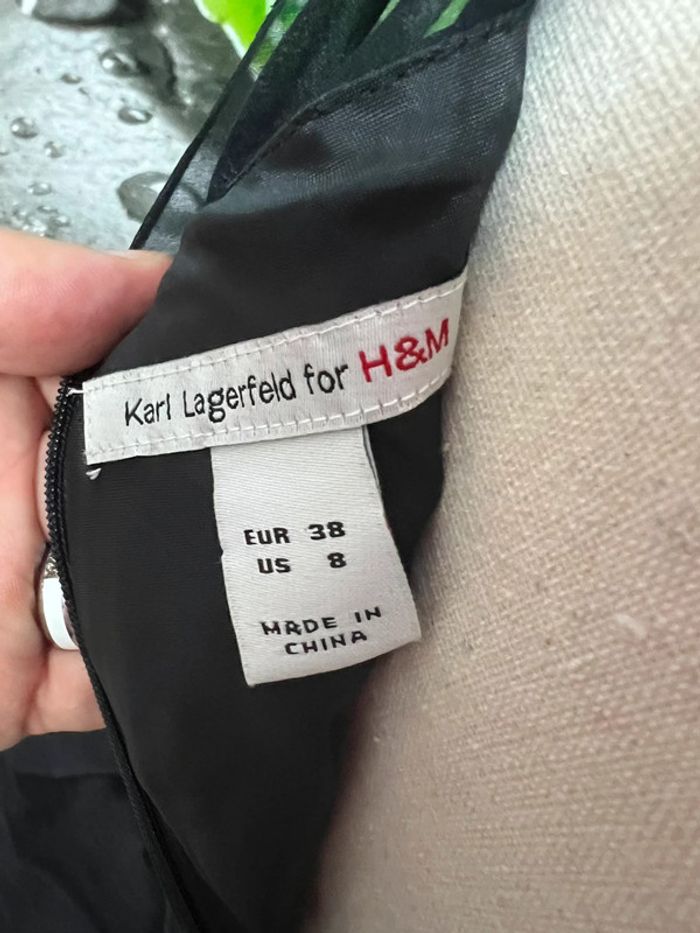 Karl Lagerfeld for H&M
EUR 38
US 8
MADE IN
CHINA